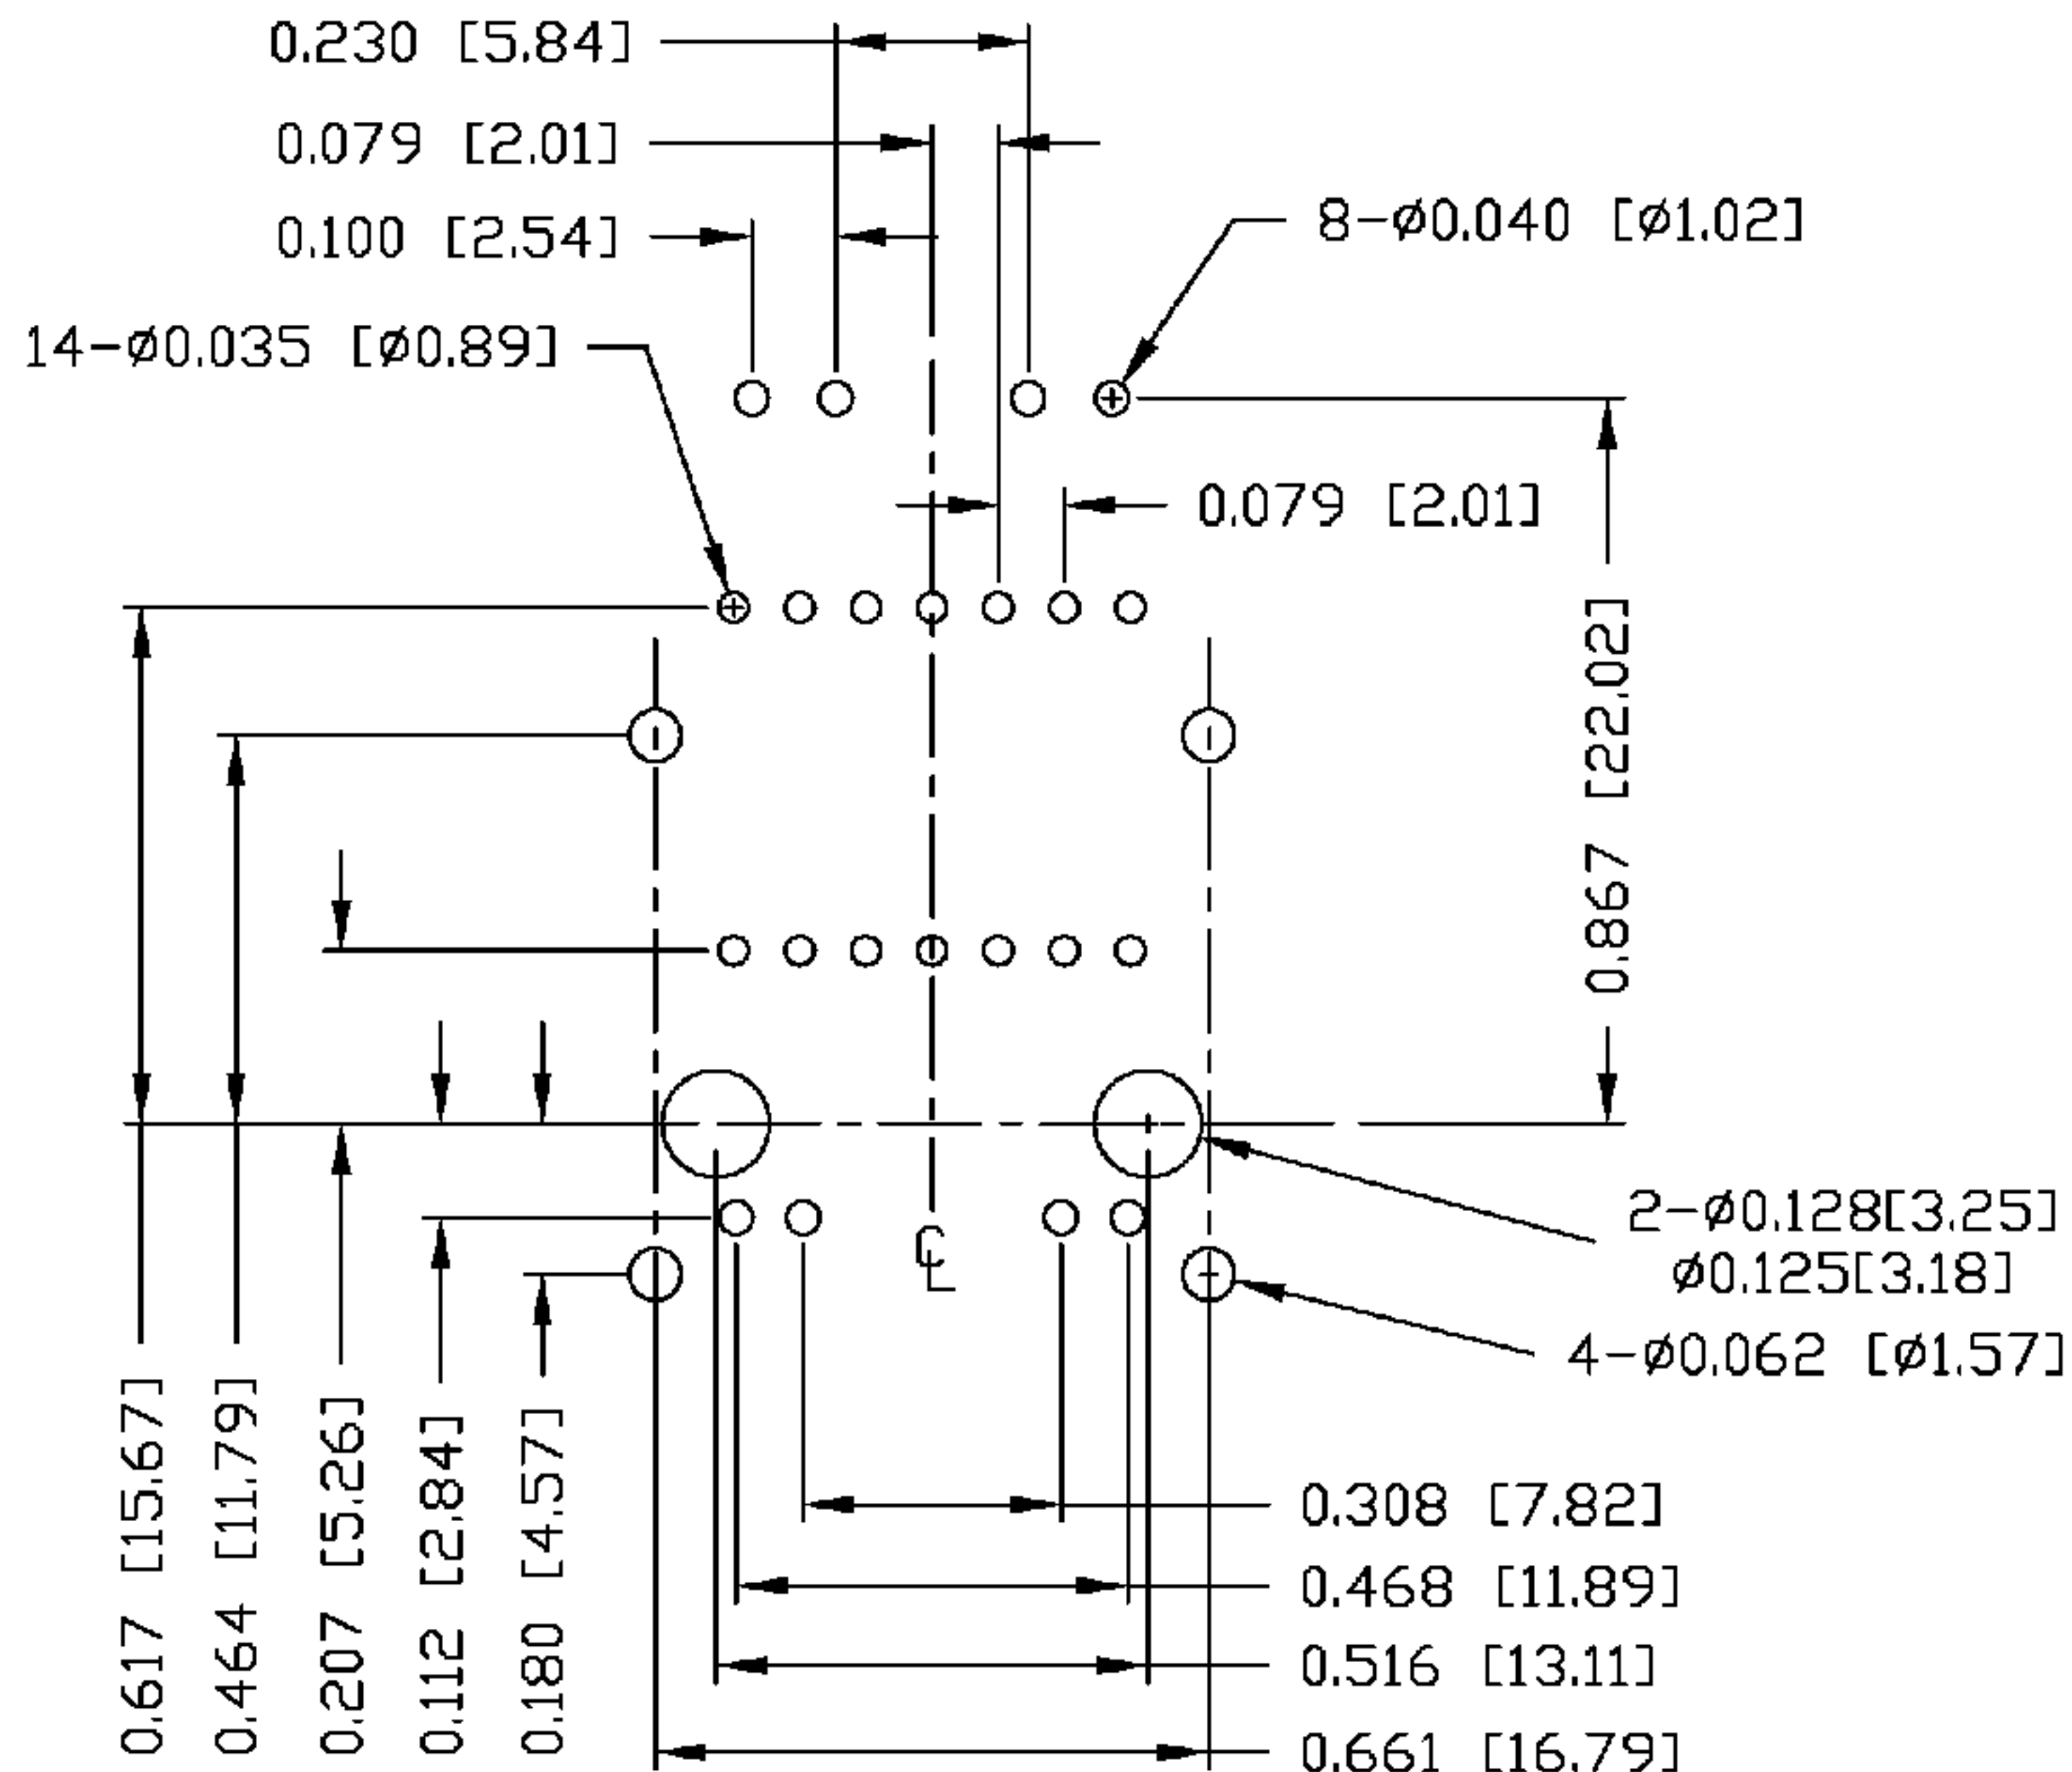 0.230 [5.84]
0.079 [2.01]
0.100 [2.54]
8-ø0.040 [ø1.02]
14-ø0.035 [ø0.89]
0.079 [2.01]
0.867 [22.02]
CL
2-ø0.128[3.25]
ø0.125[3.18]
4-ø0.062 [ø1.57]
0.617 [15.67]
0.464 [11.79]
0.207 [5.26]
0.112 [2.84]
0.180 [4.57]
0.308 [7.82]
0.468 [11.89]
0.516 [13.11]
0.661 [16.79]